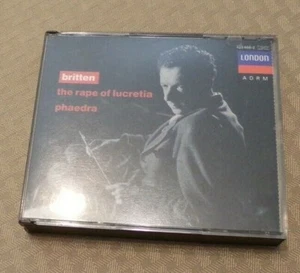 britten
the rape of lucretia
phaedra
LONDON
ADRM